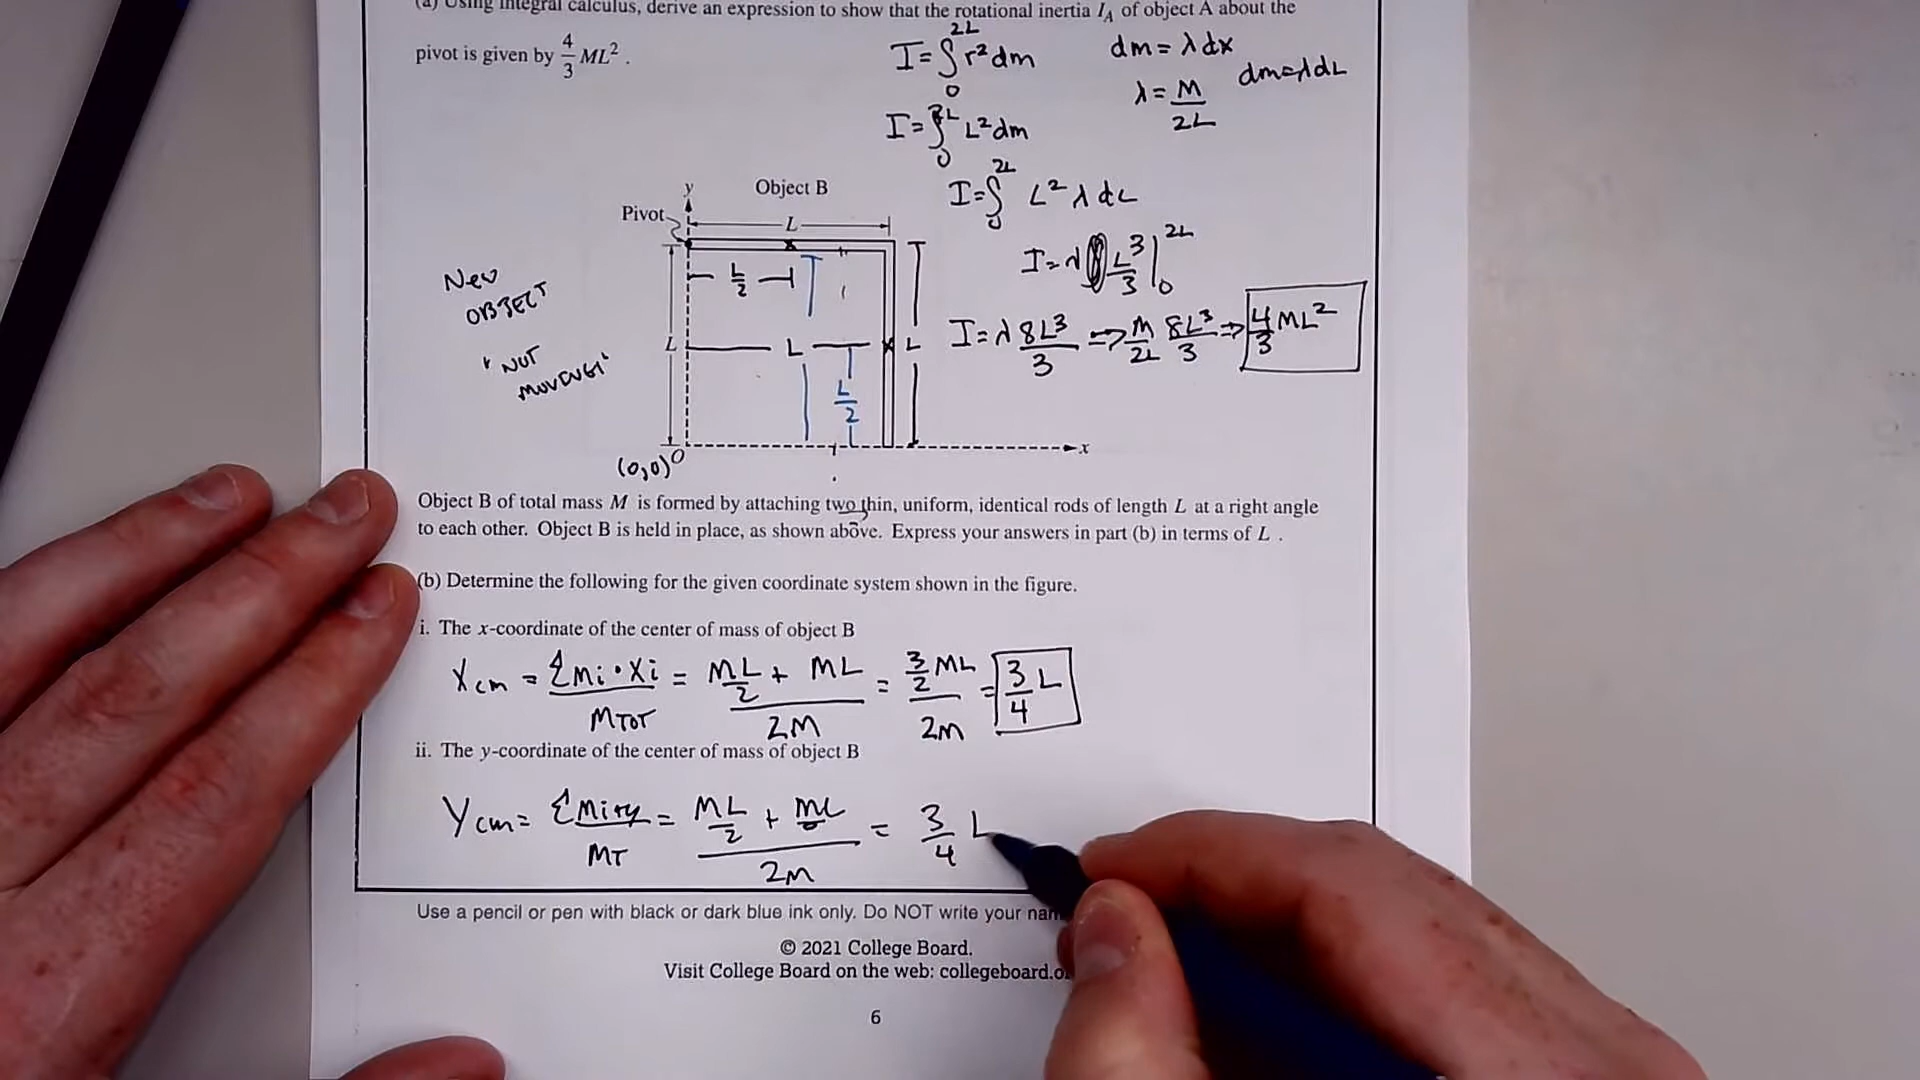 (a) Using integral calculus, derive an expression to show that the rotational inertia I_A of object A about the
pivot is given by 4/3 ML².
I = ∫₀^2L r² dm
dm = λ dx
λ = M/2L
dm = λ dL
I = ∫₀^2L L² dm
I = ∫₀^2L L² λ dL
I = λ L³/3 |₀^2L
I = λ 8L³/3 => M/2L 8L³/3 => 4/3 ML²
y
Object B
Pivot
L
L/2
L
L
L
L/2
x
O
(0,0)
New
OBJECT
"NOT
MOVING"
Object B of total mass M is formed by attaching two thin, uniform, identical rods of length L at a right angle
to each other. Object B is held in place, as shown above. Express your answers in part (b) in terms of L.
(b) Determine the following for the given coordinate system shown in the figure.
i. The x-coordinate of the center of mass of object B
Xcm = Σmi·xi/MTOT = (ML/2 + ML)/2M = 3/2 ML/2M = 3/4 L
ii. The y-coordinate of the center of mass of object B
Ycm = Σmi·y/MT = (ML/2 + ML)/2M = 3/4 L
Use a pencil or pen with black or dark blue ink only. Do NOT write your nam
© 2021 College Board.
Visit College Board on the web: collegeboard.o
6